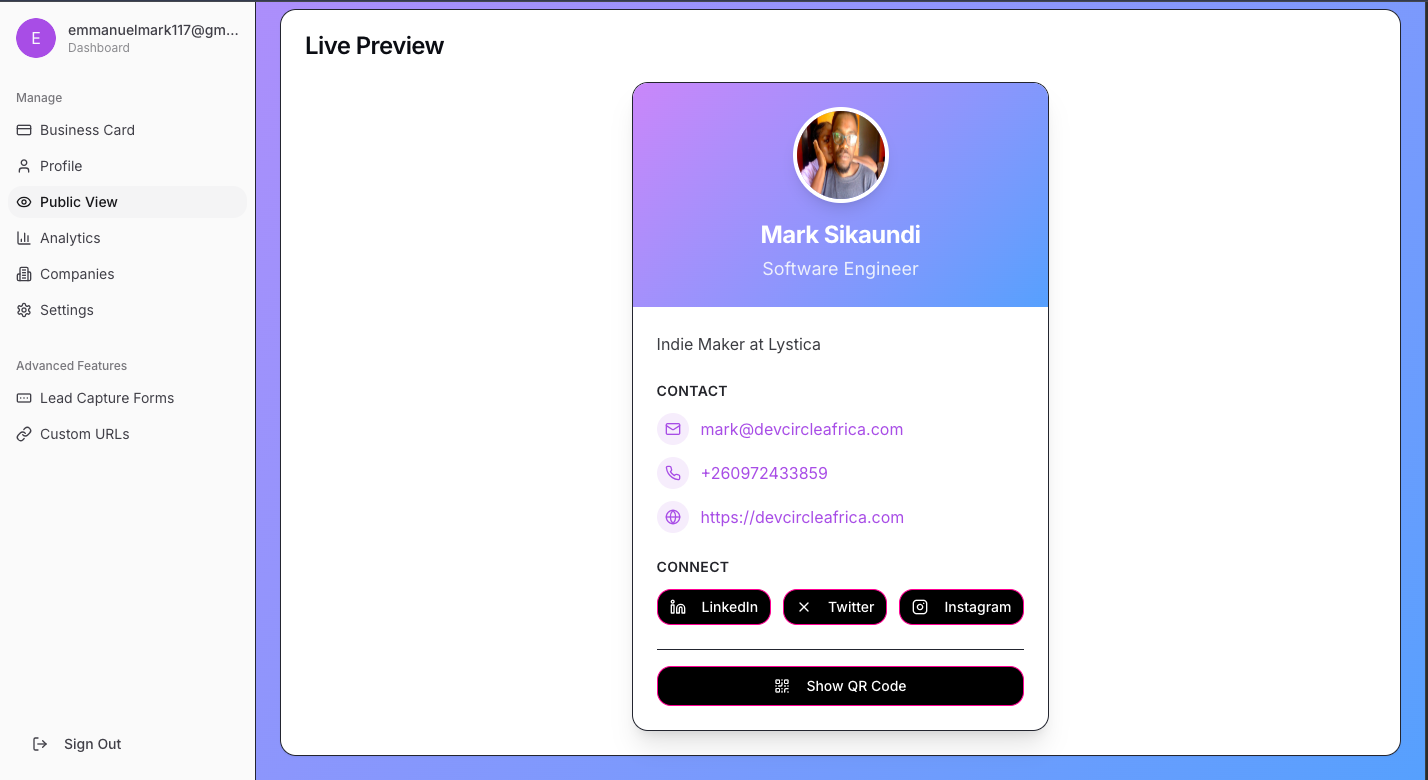 E
emmanuelmark117@gm...
Dashboard
Manage
Business Card
Profile
Public View
Analytics
Companies
Settings
Advanced Features
Lead Capture Forms
Custom URLs
Sign Out
Live Preview
Mark Sikaundi
Software Engineer
Indie Maker at Lystica
CONTACT
mark@devcircleafrica.com
+260972433859
https://devcircleafrica.com
CONNECT
LinkedIn Twitter Instagram
Show QR Code